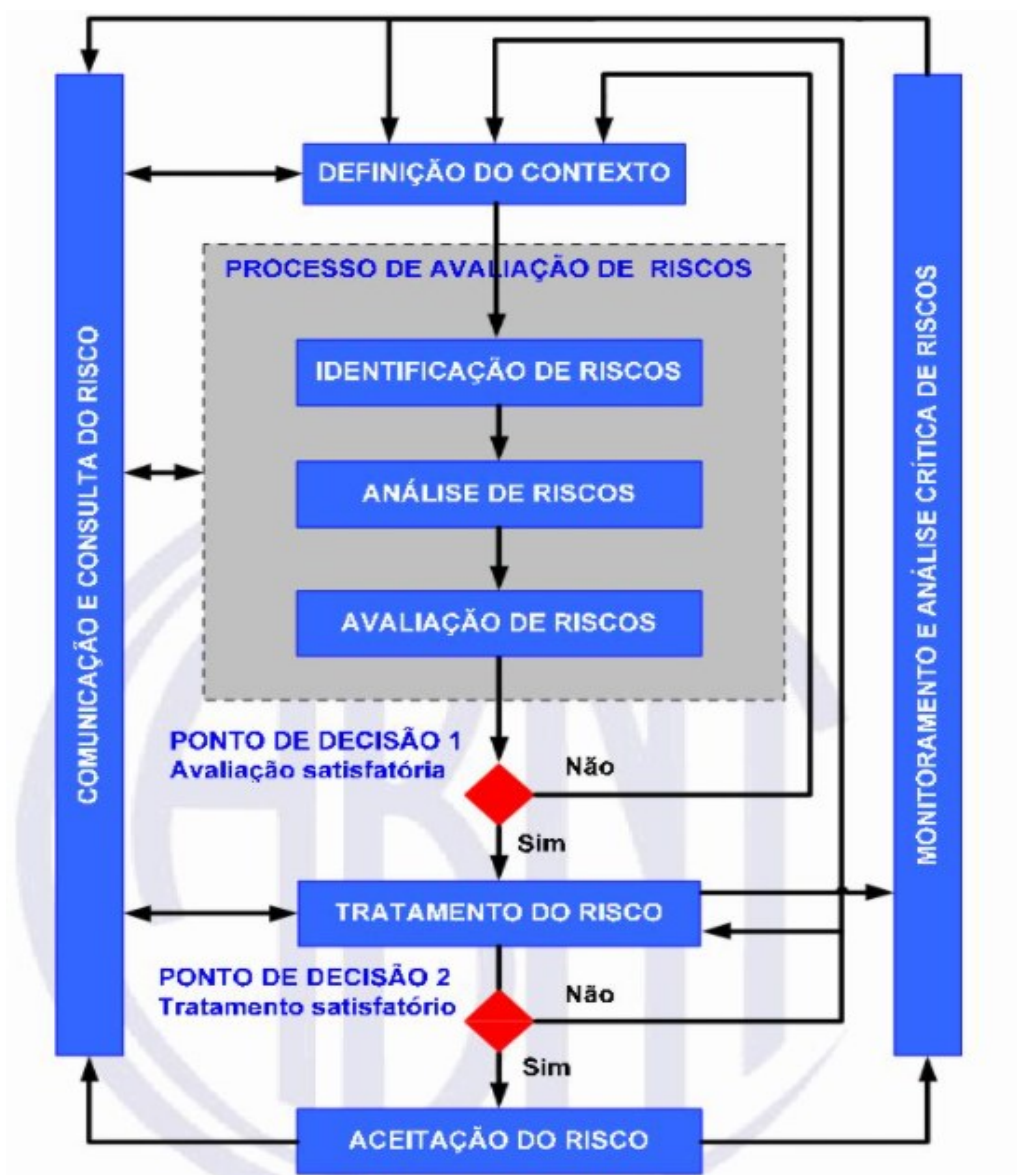 DEFINIÇÃO DO CONTEXTO
PROCESSO DE AVALIAÇÃO DE RISCOS
IDENTIFICAÇÃO DE RISCOS
ANÁLISE DE RISCOS
AVALIAÇÃO DE RISCOS
PONTO DE DECISÃO 1
Avaliação satisfatória
Não
Sim
TRATAMENTO DO RISCO
PONTO DE DECISÃO 2
Tratamento satisfatório
Não
Sim
ACEITAÇÃO DO RISCO
COMUNICAÇÃO E CONSULTA DO RISCO
MONITORAMENTO E ANÁLISE CRÍTICA DE RISCOS
ABNT